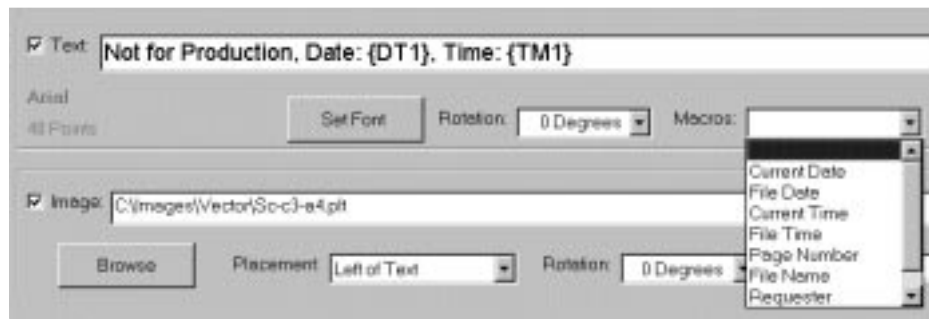 Text: Not for Production, Date: {DT1}, Time: {TM1}
Arial
48 Points
Set Font Rotation: 0 Degrees Macros:
Current Date
File Date
Current Time
File Time
Page Number
File Name
Requester
Image: C:\Images\Vector\Sc-c3-a4.plt
Browse Placement Left of Text Rotation: 0 Degrees